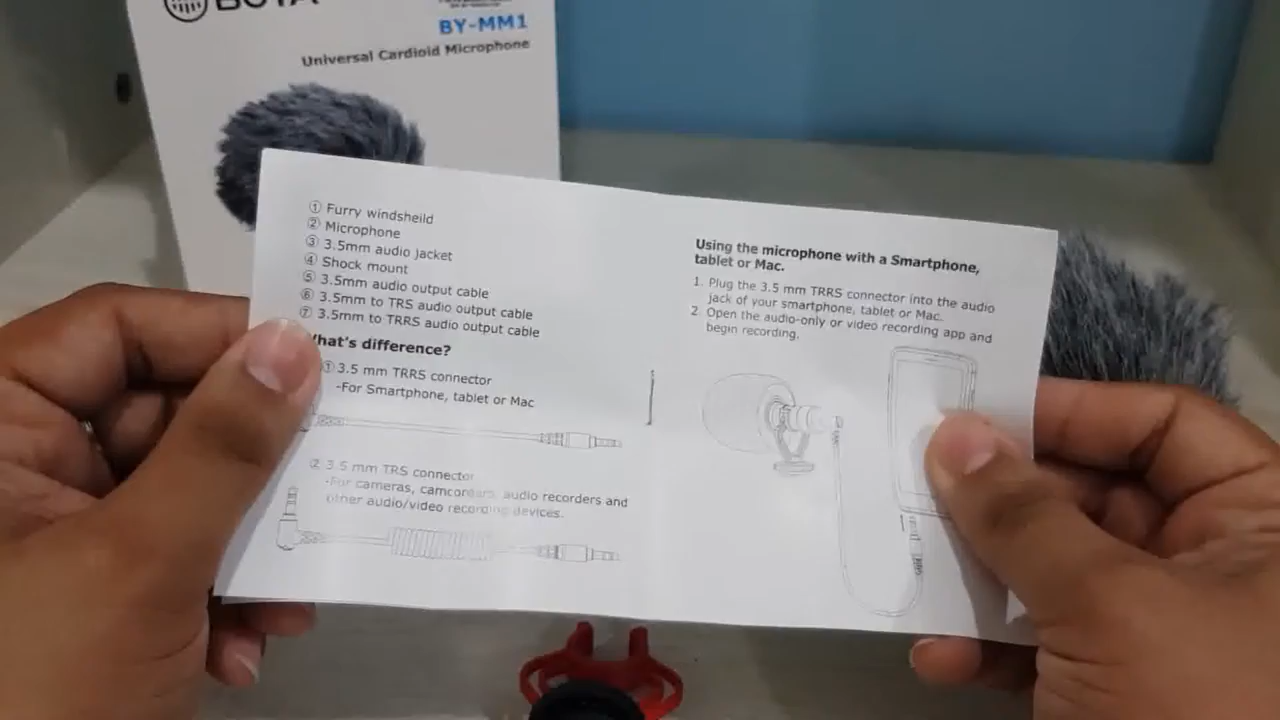 BOYA
BY-MM1
Universal Cardioid Microphone
① Furry windsheild
② Microphone
③ 3.5mm audio jacket
④ Shock mount
⑤ 3.5mm audio output cable
⑥ 3.5mm to TRS audio output cable
⑦ 3.5mm to TRRS audio output cable
What's difference?
① 3.5 mm TRRS connector
-For Smartphone, tablet or Mac
② 3.5 mm TRS connector
-For cameras, camcorders, audio recorders and
other audio/video recording devices.
Using the microphone with a Smartphone,
tablet or Mac.
1. Plug the 3.5 mm TRRS connector into the audio
jack of your smartphone, tablet or Mac.
2. Open the audio-only or video recording app and
begin recording.